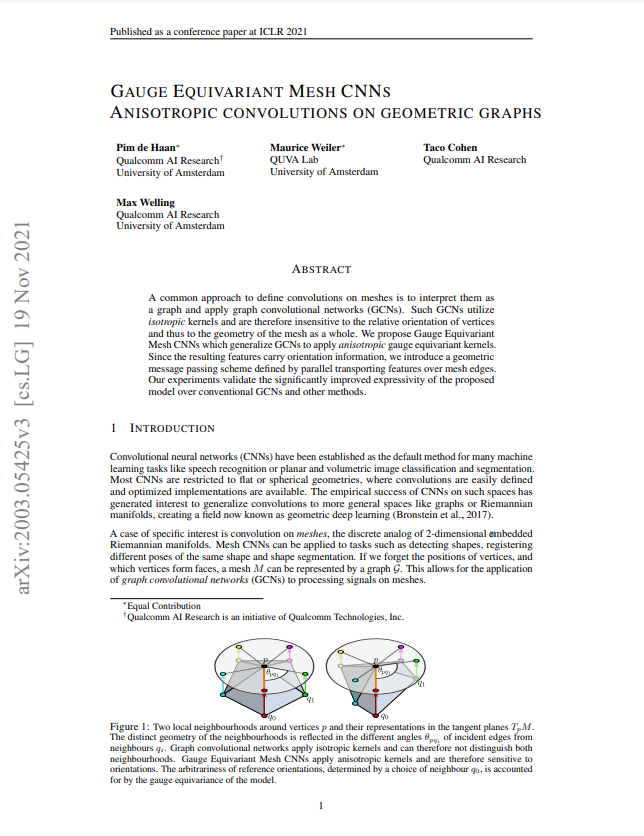 Published as a conference paper at ICLR 2021
GAUGE EQUIVARIANT MESH CNNS
ANISOTROPIC CONVOLUTIONS ON GEOMETRIC GRAPHS
Pim de Haan*
Qualcomm AI Research†
University of Amsterdam
Maurice Weiler*
QUVA Lab
University of Amsterdam
Taco Cohen
Qualcomm AI Research
Max Welling
Qualcomm AI Research
University of Amsterdam
ABSTRACT
A common approach to define convolutions on meshes is to interpret them as
a graph and apply graph convolutional networks (GCNs). Such GCNs utilize
isotropic kernels and are therefore insensitive to the relative orientation of vertices
and thus to the geometry of the mesh as a whole. We propose Gauge Equivariant
Mesh CNNs which generalize GCNs to apply anisotropic gauge equivariant kernels.
Since the resulting features carry orientation information, we introduce a geometric
message passing scheme defined by parallel transporting features over mesh edges.
Our experiments validate the significantly improved expressivity of the proposed
model over conventional GCNs and other methods.
1 INTRODUCTION
Convolutional neural networks (CNNs) have been established as the default method for many machine
learning tasks like speech recognition or planar and volumetric image classification and segmentation.
Most CNNs are restricted to flat or spherical geometries, where convolutions are easily defined
and optimized implementations are available. The empirical success of CNNs on such spaces has
generated interest to generalize convolutions to more general spaces like graphs or Riemannian
manifolds, creating a field now known as geometric deep learning (Bronstein et al., 2017).
A case of specific interest is convolution on meshes, the discrete analog of 2-dimensional embedded
Riemannian manifolds. Mesh CNNs can be applied to tasks such as detecting shapes, registering
different poses of the same shape and shape segmentation. If we forget the positions of vertices, and
which vertices form faces, a mesh M can be represented by a graph G. This allows for the application
of graph convolutional networks (GCNs) to processing signals on meshes.
*Equal Contribution
†Qualcomm AI Research is an initiative of Qualcomm Technologies, Inc.
p
θpq1
q1
q0
p
θpq1
q1
q0
Figure 1: Two local neighbourhoods around vertices p and their representations in the tangent planes TpM.
The distinct geometry of the neighbourhoods is reflected in the different angles θpqi of incident edges from
neighbours qi. Graph convolutional networks apply isotropic kernels and can therefore not distinguish both
neighbourhoods. Gauge Equivariant Mesh CNNs apply anisotropic kernels and are therefore sensitive to
orientations. The arbitrariness of reference orientations, determined by a choice of neighbour q0, is accounted
for by the gauge equivariance of the model.
1
arXiv:2003.05425v3 [cs.LG] 19 Nov 2021